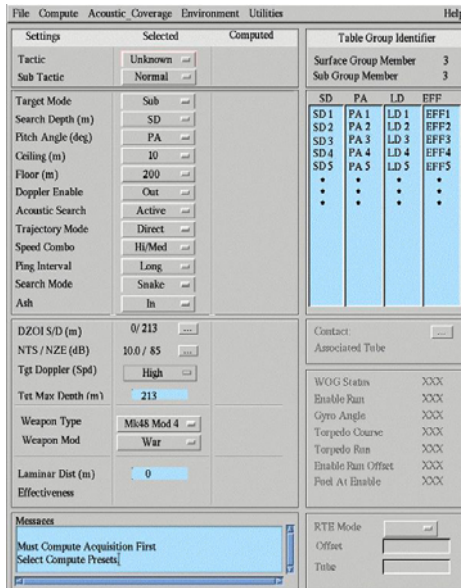 File Compute Acoustic_Coverage Environment Utilities Help
Settings Selected Computed
Tactic Unknown
Sub Tactic Normal
Target Mode Sub
Search Depth (m) SD
Pitch Angle (deg) PA
Ceiling (m) 10
Floor (m) 200
Doppler Enable Out
Acoustic Search Active
Trajectory Mode Direct
Speed Combo Hi/Med
Ping Interval Long
Search Mode Snake
Ash In
DZOI S/D (m) 0/ 213 ...
NTS / NZE (dB) 10.0 / 85 ...
Tgt Doppler (Spd) High
Tgt Max Depth (m) 213
Weapon Type Mk48 Mod 4
Weapon Mod War
Laminar Dist (m) 0
Effectiveness
Messages
Must Compute Acquisition First
Select Compute Presets
Table Group Identifier
Surface Group Member 3
Sub Group Member 3
SD PA LD EFF
SD 1 PA 1 LD 1 EFF1
SD 2 PA 2 LD 2 EFF2
SD 3 PA 3 LD 3 EFF3
SD 4 PA 4 LD 4 EFF4
SD 5 PA 5 LD 5 EFF5
Contact: ...
Associated Tube
WOG Status XXX
Enable Run XXX
Gyro Angle XXX
Torpedo Course XXX
Torpedo Run XXX
Enable Run Offset XXX
Fuel At Enable XXX
RTE Mode
Offset
Tube